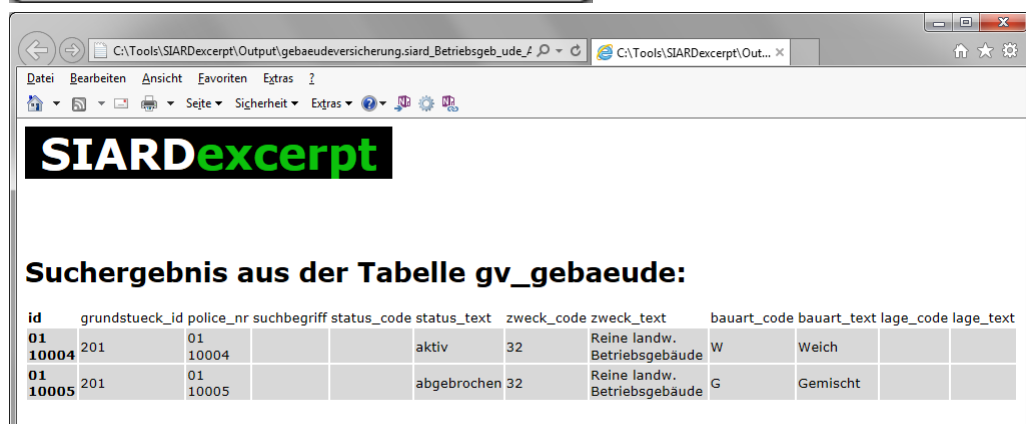 C:\Tools\SIARDexcerpt\Output\gebaeudeversicherung.siard_Betriebsgeb_ude_A
C:\Tools\SIARDexcerpt\Out...
Datei Bearbeiten Ansicht Favoriten Extras ?
Seite Sicherheit Extras
SIARDexcerpt
Suchergebnis aus der Tabelle gv_gebaeude:
id grundstueck_id police_nr suchbegriff status_code status_text zweck_code zweck_text bauart_code bauart_text lage_code lage_text
01 10004 201 01 10004 aktiv 32 Reine landw. Betriebsgebäude W Weich
01 10005 201 01 10005 abgebrochen 32 Reine landw. Betriebsgebäude G Gemischt